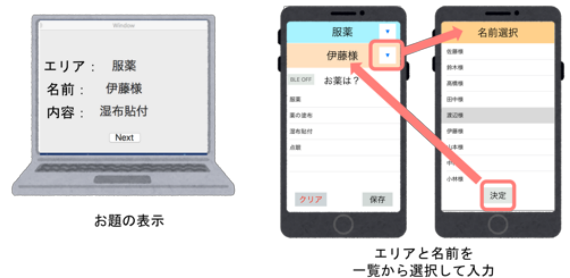 Window
エリア： 服薬
名前： 伊藤様
内容： 湿布貼付
Next
お題の表示
服薬
伊藤様
BLE OFF
お薬は？
服薬
薬の塗布
湿布貼付
点眼
クリア
保存
名前選択
佐藤様
鈴木様
高橋様
田中様
渡辺様
伊藤様
山本様
小林様
決定
エリアと名前を
一覧から選択して入力